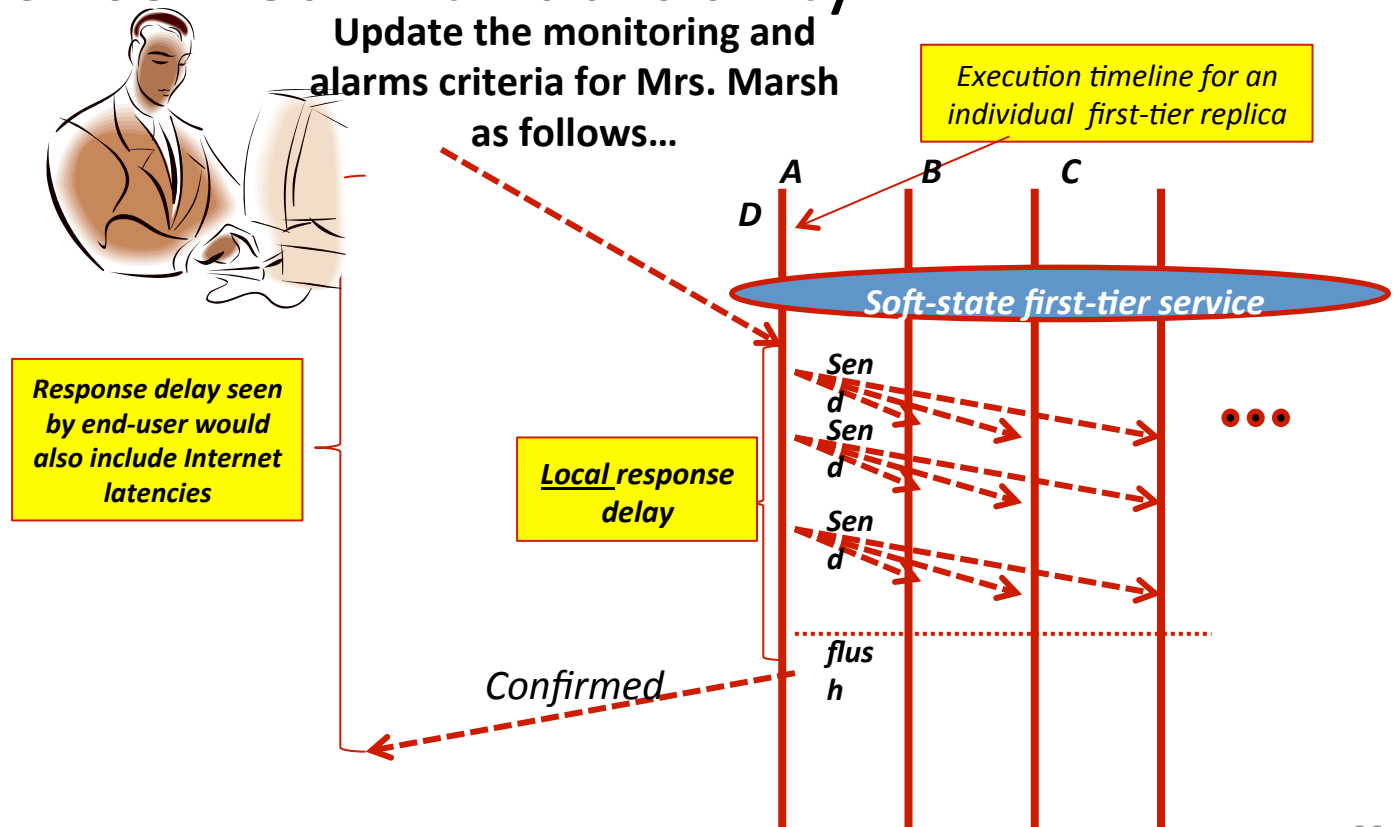 Update the monitoring and
alarms criteria for Mrs. Marsh
as follows…
Execution timeline for an
individual first-tier replica
A B C
D
Soft-state first-tier service
Response delay seen
by end-user would
also include Internet
latencies
Local response
delay
Sen
d
Sen
d
Sen
d
flus
h
Confirmed